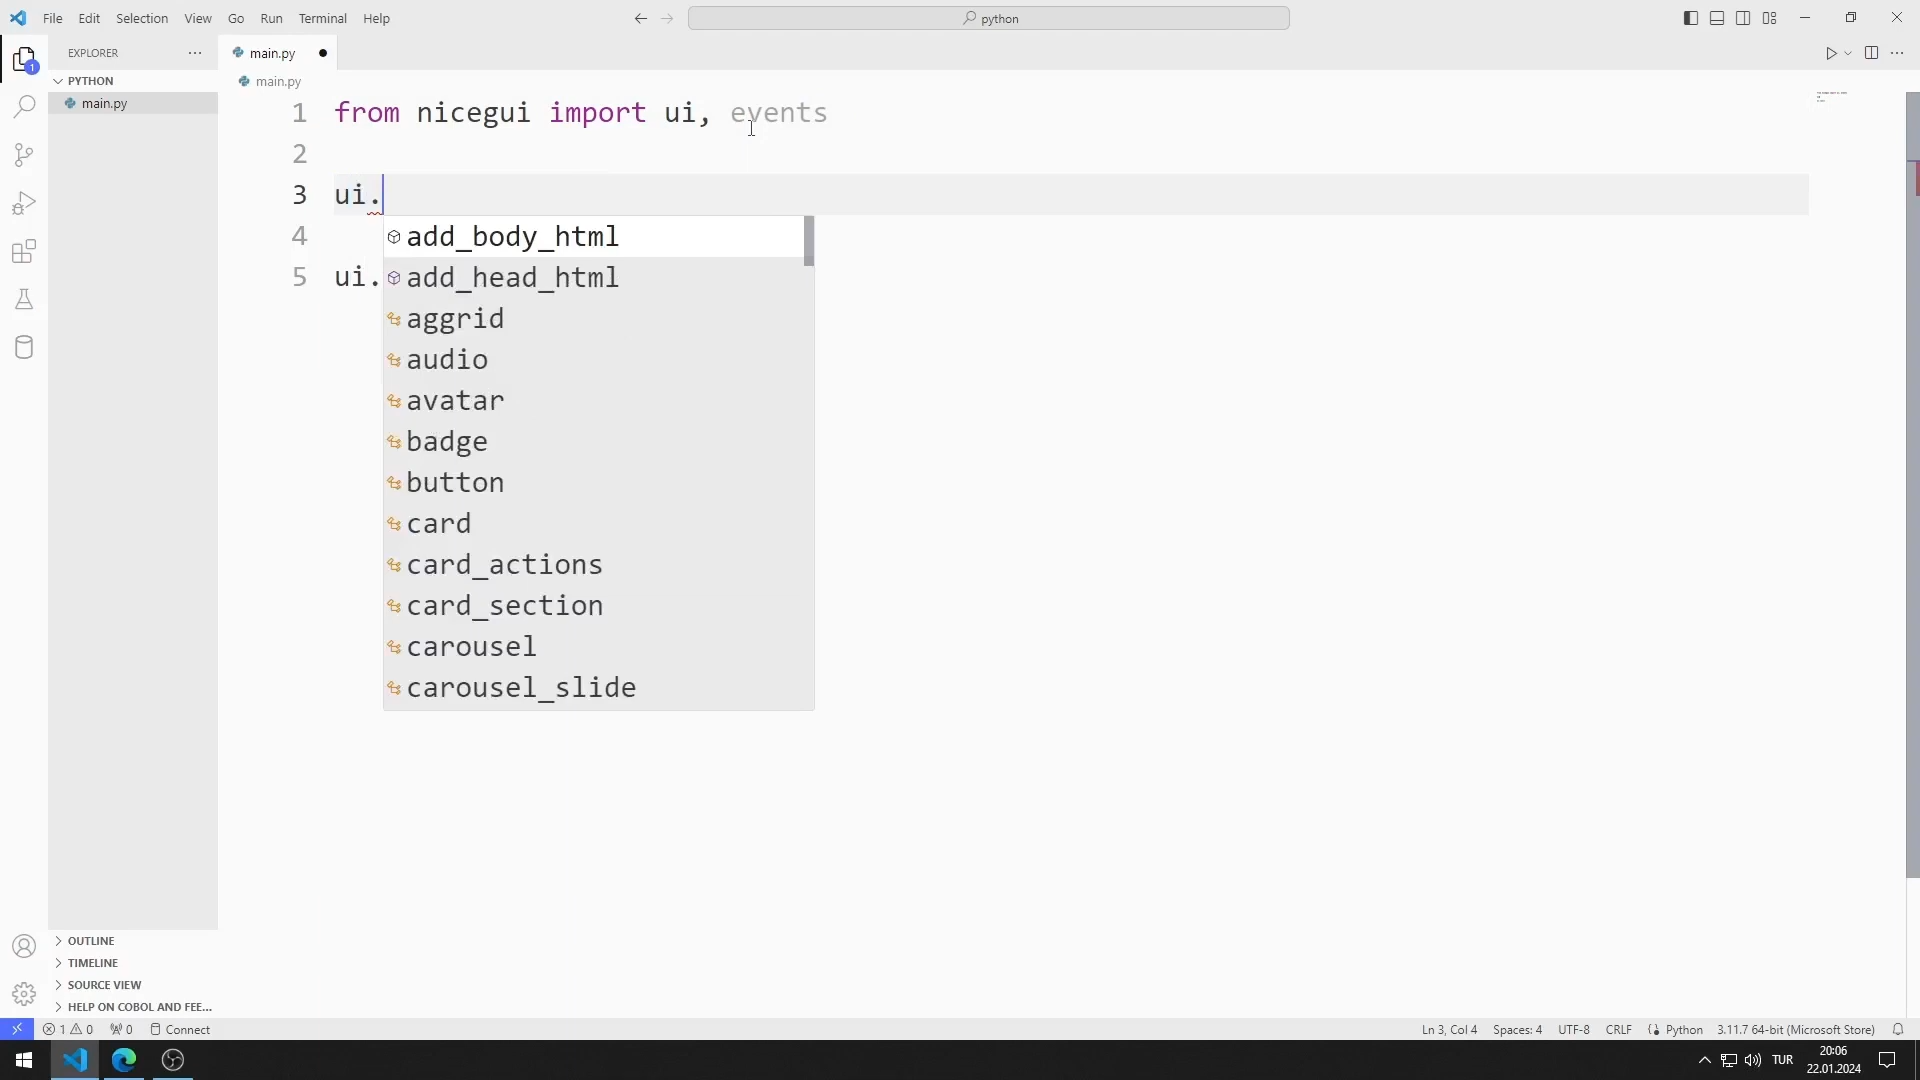 File Edit Selection View Go Run Terminal Help
python
EXPLORER
PYTHON
main.py
OUTLINE
TIMELINE
SOURCE VIEW
HELP ON COBOL AND FEE...
1
main.py
main.py
1 from nicegui import ui, events
2
3 ui.
4
5 ui.
add_body_html
add_head_html
aggrid
audio
avatar
badge
button
card
card_actions
card_section
carousel
carousel_slide
1 0 0 Connect
Ln 3, Col 4 Spaces: 4 UTF-8 CRLF Python 3.11.7 64-bit (Microsoft Store)
TUR
20:06
22.01.2024